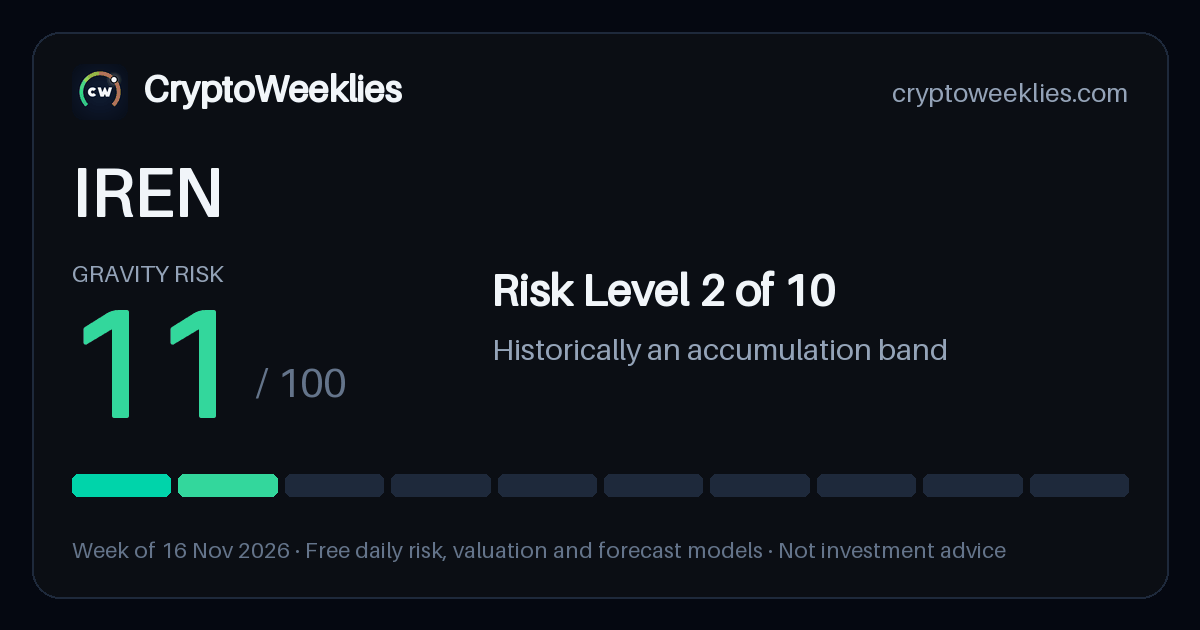 CW
CryptoWeeklies
cryptoweeklies.com
IREN
GRAVITY RISK
11 / 100
Risk Level 2 of 10
Historically an accumulation band
Week of 16 Nov 2026 · Free daily risk, valuation and forecast models · Not investment advice